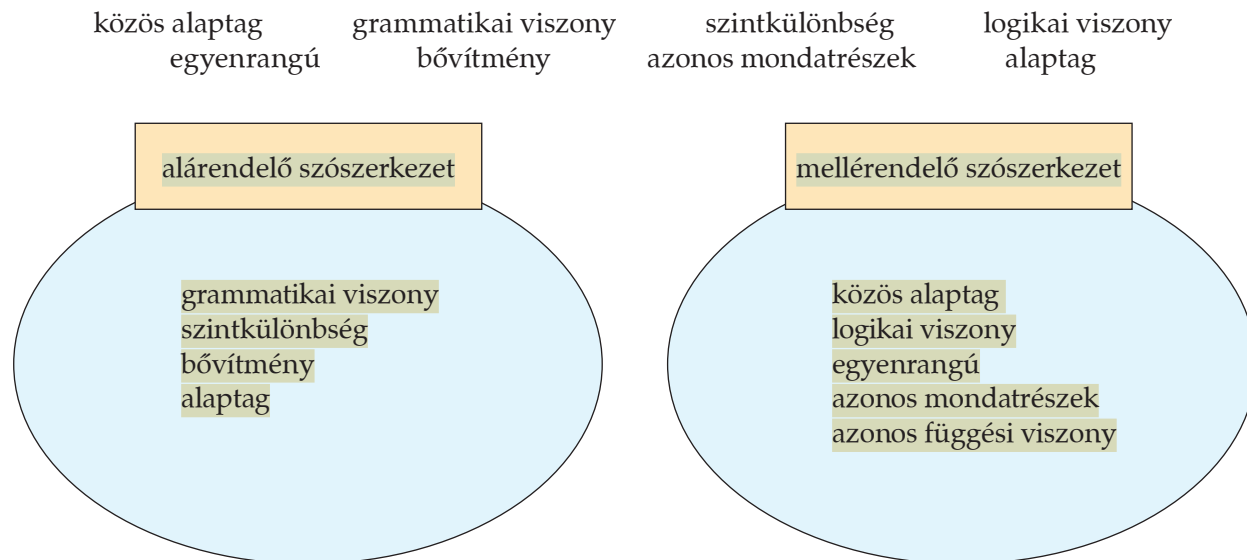 közös alaptag grammatikai viszony szintkülönbség logikai viszony
egyenrangú bővítmény azonos mondatrészek alaptag
alárendelő szószerkezet
grammatikai viszony
szintkülönbség
bővítmény
alaptag
mellérendelő szószerkezet
közös alaptag
logikai viszony
egyenrangú
azonos mondatrészek
azonos függési viszony